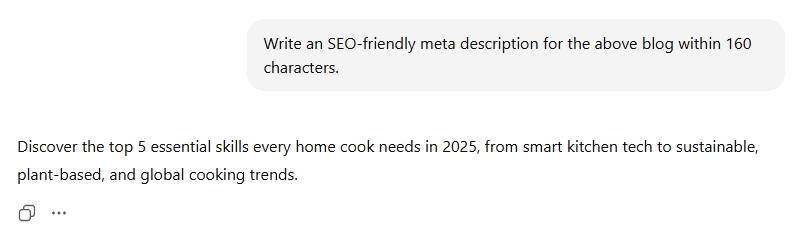 Write an SEO-friendly meta description for the above blog within 160
characters.
Discover the top 5 essential skills every home cook needs in 2025, from smart kitchen tech to sustainable,
plant-based, and global cooking trends.